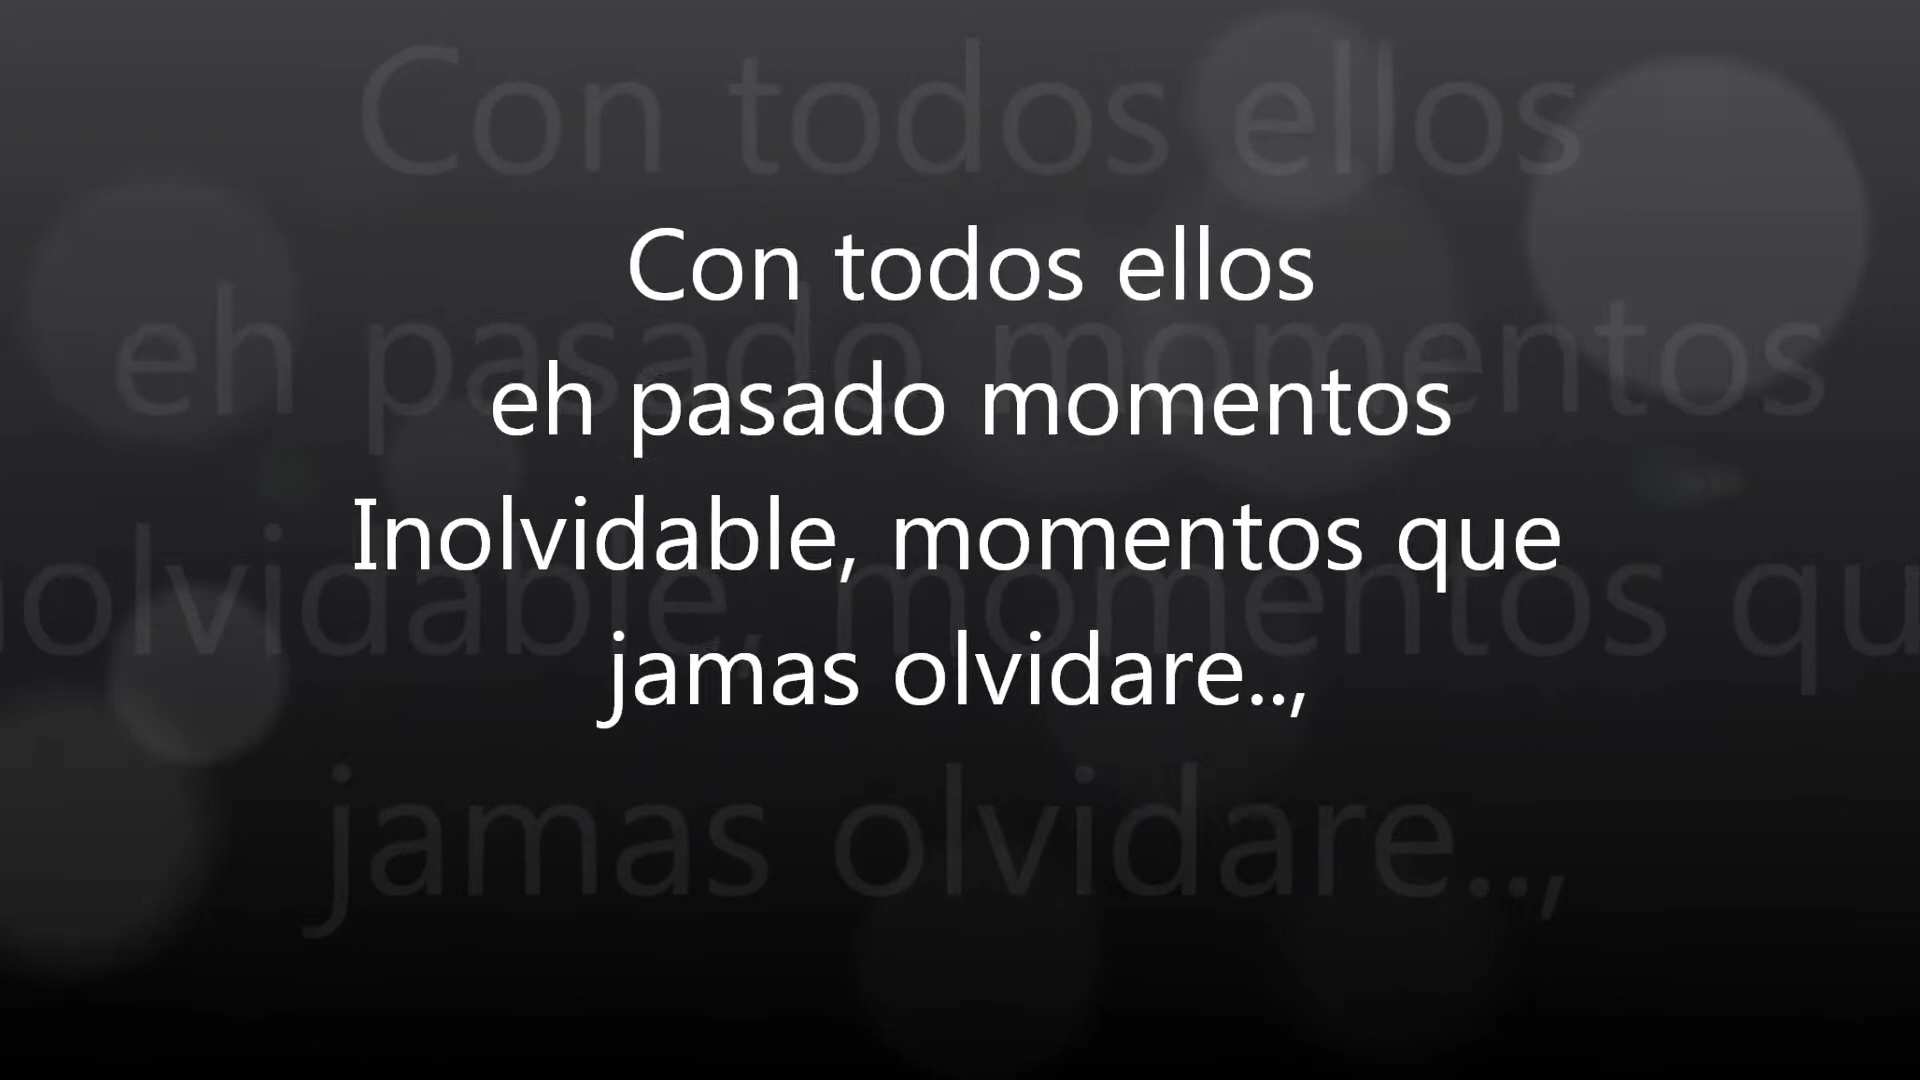 Con todos ellos
eh pasado momentos
Inolvidable, momentos que
jamas olvidare..,